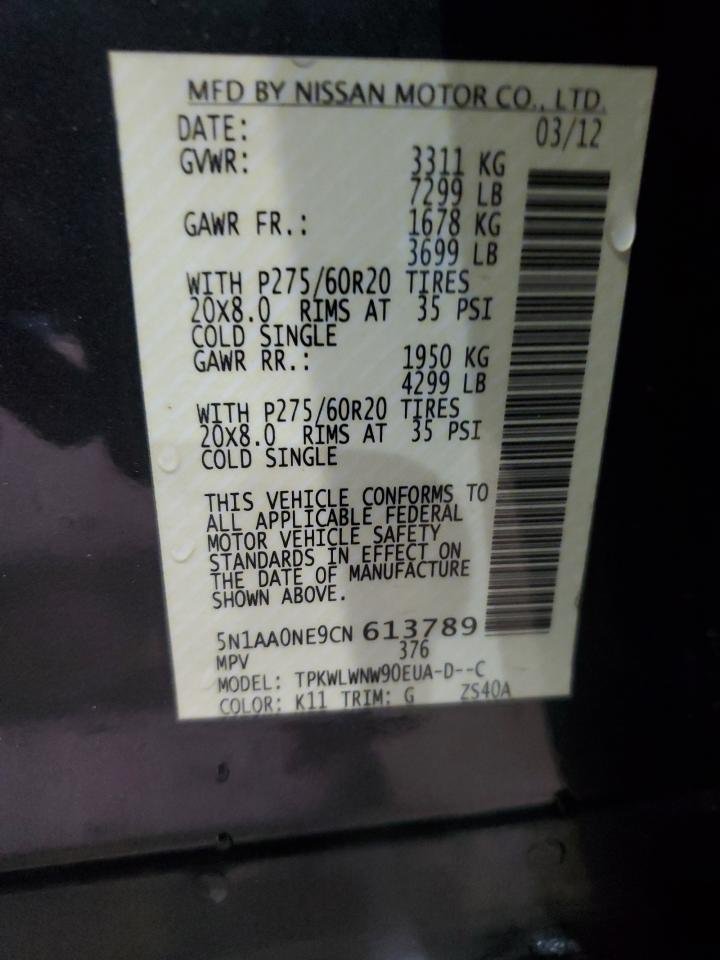 MFD BY NISSAN MOTOR CO., LTD.
DATE: 03/12
GVWR: 3311 KG
7299 LB
GAWR FR.: 1678 KG
3699 LB
WITH P275/60R20 TIRES
20X8.0 RIMS AT 35 PSI
COLD SINGLE
GAWR RR.: 1950 KG
4299 LB
WITH P275/60R20 TIRES
20X8.0 RIMS AT 35 PSI
COLD SINGLE
THIS VEHICLE CONFORMS TO
ALL APPLICABLE FEDERAL
MOTOR VEHICLE SAFETY
STANDARDS IN EFFECT ON
THE DATE OF MANUFACTURE
SHOWN ABOVE.
5N1AA0NE9CN 613789
MPV 376
MODEL: TPKWLWNW90EUA-D--C
COLOR: K11 TRIM: G ZS40A